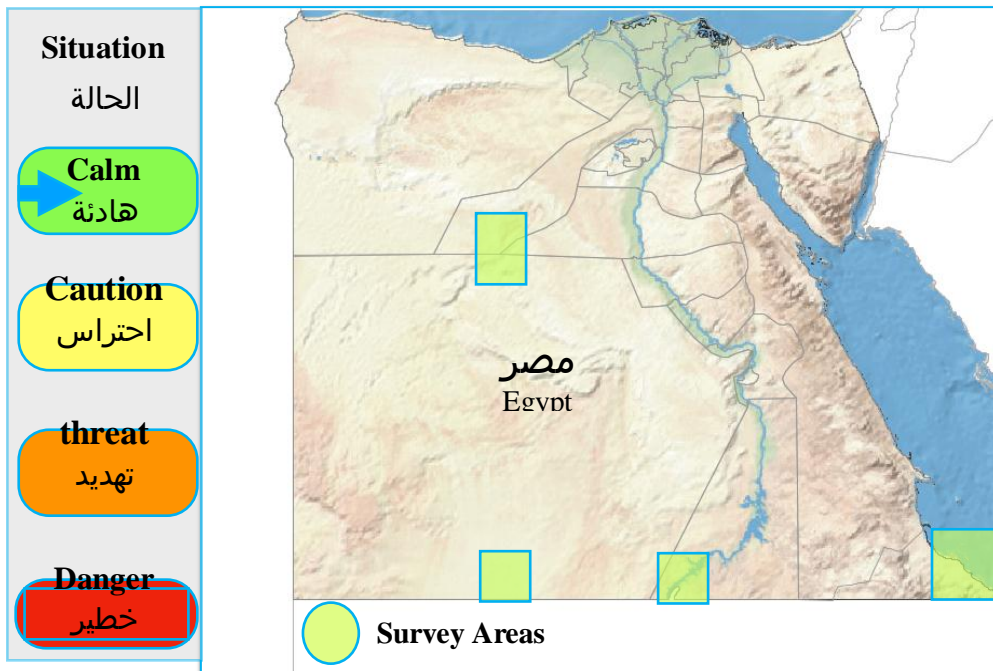 Situation
الحالة
Calm
هادئة
Caution
احتراس
threat
تهديد
Danger
خطير
مصر
Egypt
Survey Areas